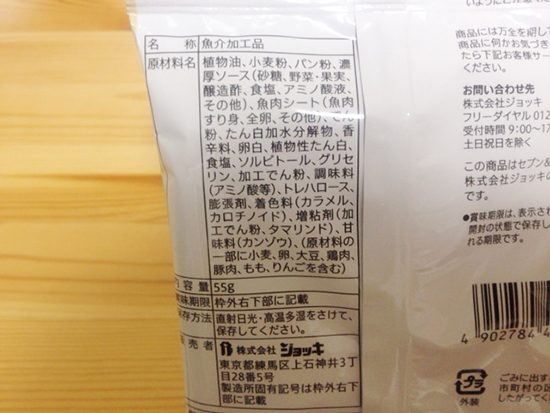 名 称 魚介加工品
原材料名 植物油、小麦粉、パン粉、濃
厚ソース(砂糖、野菜・果実、
醸造酢、食塩、アミノ酸液、
その他)、魚肉シート(魚肉
すり身、全卵、その他)、でん
粉、たん白加水分解物、香
辛料、卵白、植物性たん白、
食塩、ソルビトール、グリセ
リン、加工でん粉、調味料
(アミノ酸等)、トレハロース、
膨張剤、着色料(カラメル、
カロチノイド)、増粘剤(加
工でん粉、タマリンド)、甘
味料(カンゾウ)、(原材料の
一部に小麦、卵、大豆、鶏肉、
豚肉、もも、りんごを含む)
内容量 55g
賞味期限 枠外右下部に記載
保存方法 直射日光・高温多湿をさけて、
保存してください。
販売者 株式会社 ジョッキ
東京都練馬区上石神井3丁
目28番5号
製造所固有記号は枠外右下
部に記載
商品には万全を期して
商品に何かお気づき
たら下記お客様サー
ください。
お問い合わせ先
株式会社ジョッキ
フリーダイヤル 012
受付時間 9:00〜1
土日祝日を除く
この商品はセブン&
株式会社ジョッキの
●賞味期限は、表示され
開封の状態で保存し
れる期限です。
4 902784 4
プラ
外装
ごみに出す
市町村の区
したがってく